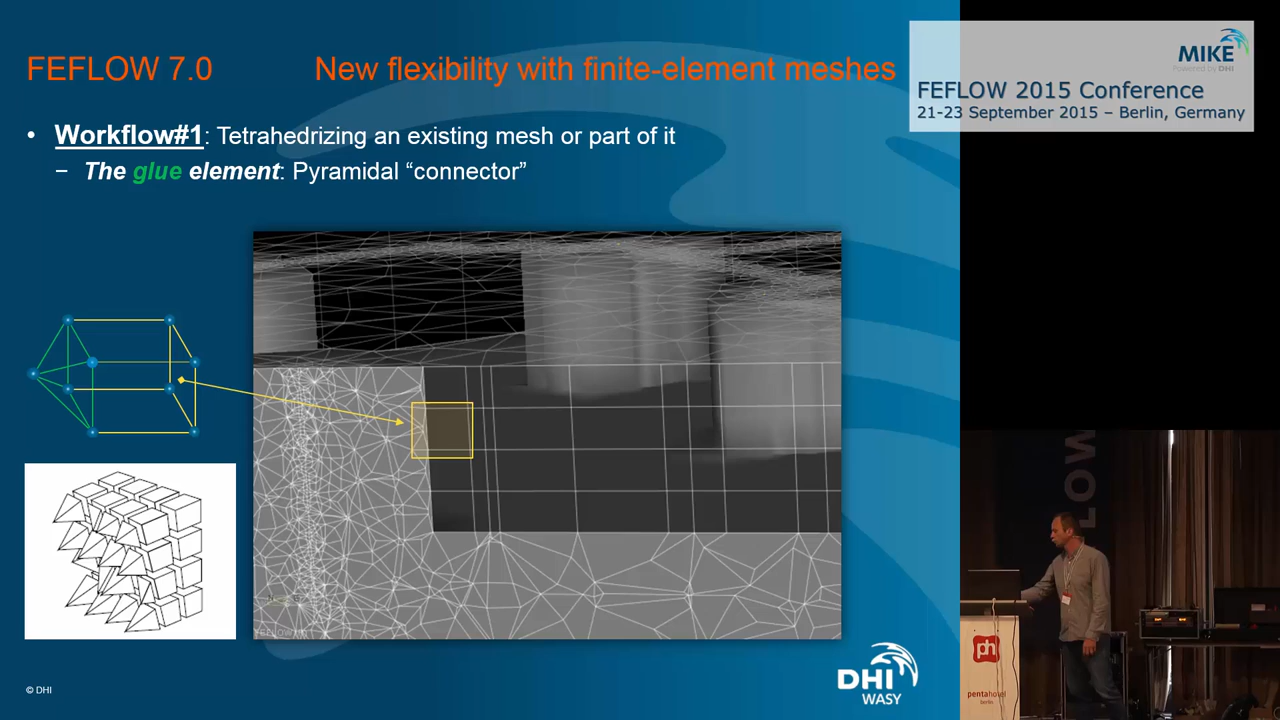 FEFLOW 7.0 New flexibility with finite-element meshes
MIKE
Powered by DHI
FEFLOW 2015 Conference
21-23 September 2015 – Berlin, Germany
• Workflow#1: Tetrahedrizing an existing mesh or part of it
− The glue element: Pyramidal “connector”
LOW
ph
pentahotel
berlin
DHI
WASY
© DHI